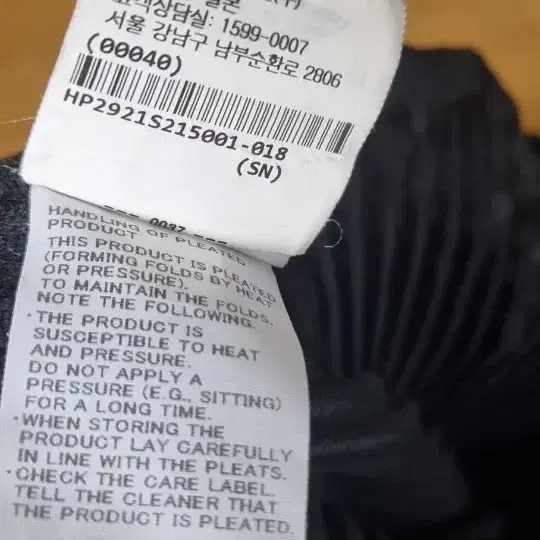 고객상담실: 1599-0007
서울 강남구 남부순환로 2806
(00040)
HP2921S215001-018
(SN)
HANDLING OF PLEATED
PRODUCT
THIS PRODUCT IS PLEATED
(FORMING FOLDS BY HEAT
OR PRESSURE).
TO MAINTAIN THE FOLDS,
NOTE THE FOLLOWING.
・THE PRODUCT IS
SUSCEPTIBLE TO HEAT
AND PRESSURE.
DO NOT APPLY A
PRESSURE (E.G., SITTING)
FOR A LONG TIME.
・WHEN STORING THE
PRODUCT LAY CAREFULLY
IN LINE WITH THE PLEATS.
・CHECK THE CARE LABEL.
TELL THE CLEANER THAT
THE PRODUCT IS PLEATED.